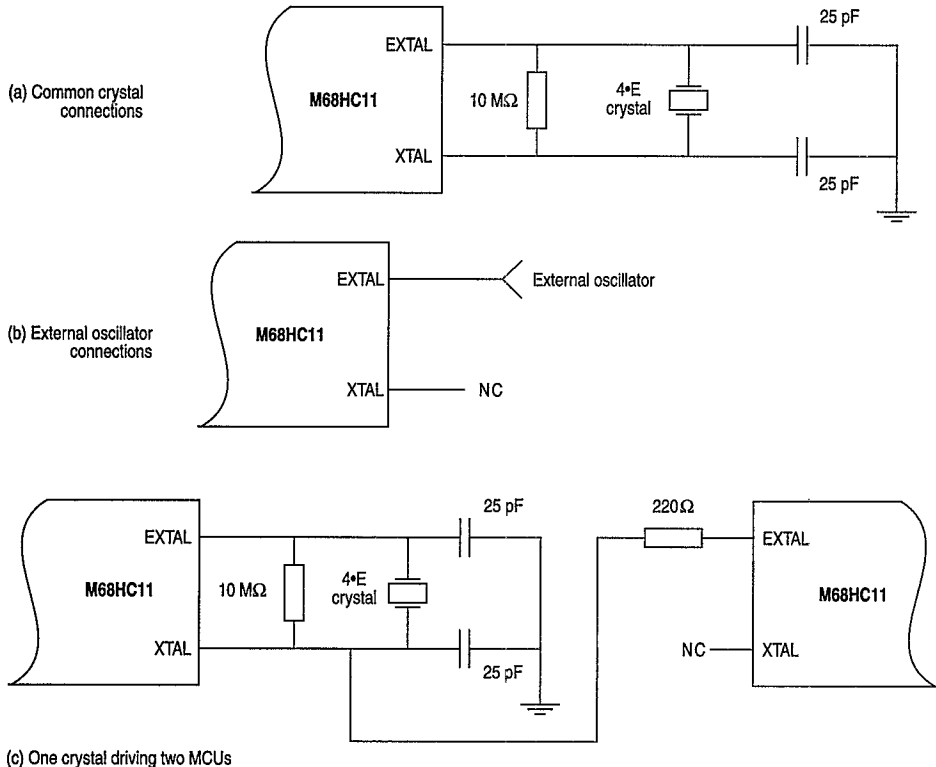 25 pF
EXTAL
(a) Common crystal
connections
M68HC11
10 MΩ
4•E
crystal
XTAL
25 pF
EXTAL
External oscillator
(b) External oscillator
connections
M68HC11
XTAL
NC
25 pF
220Ω
EXTAL
EXTAL
M68HC11
10 MΩ
4•E
crystal
M68HC11
XTAL
NC
XTAL
25 pF
(c) One crystal driving two MCUs